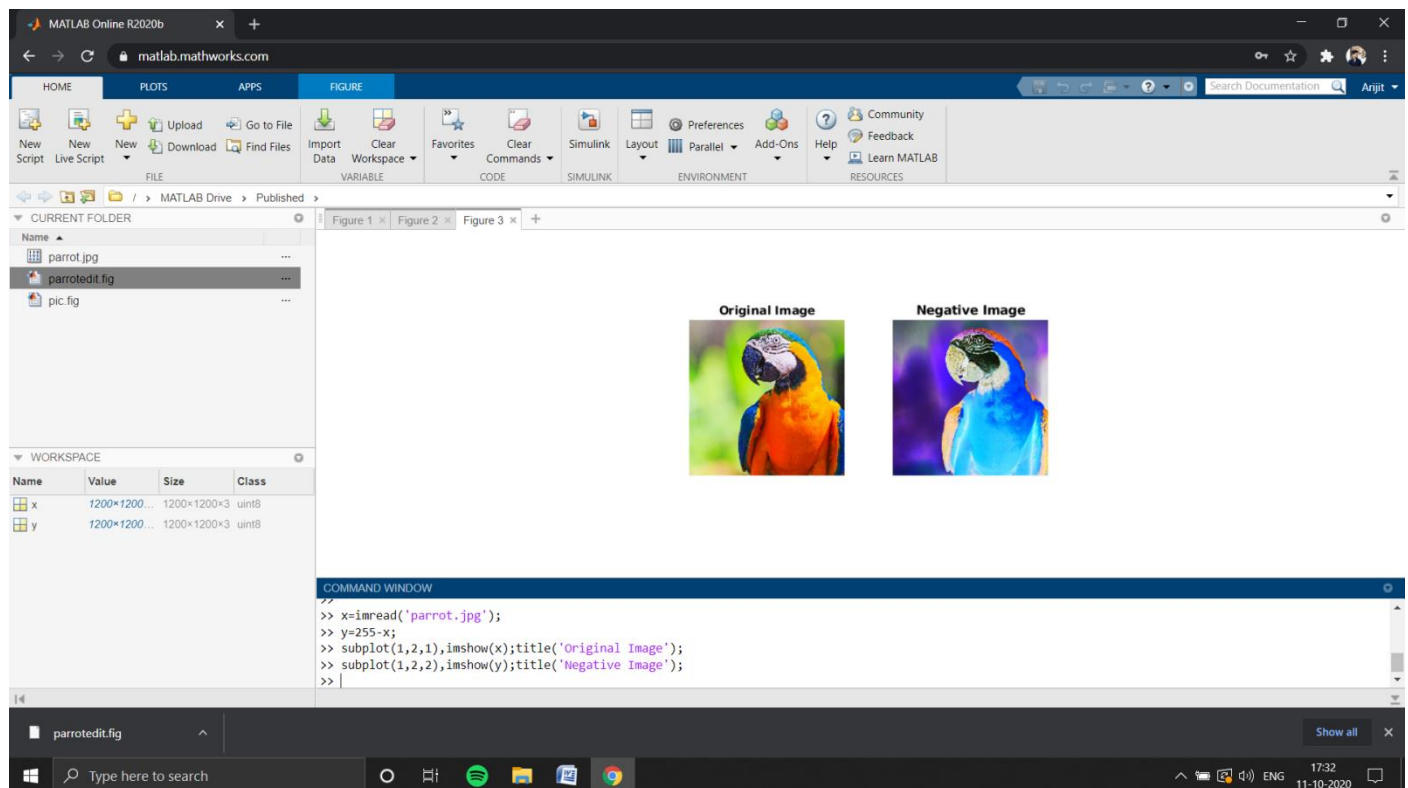 MATLAB Online R2020b
matlab.mathworks.com
HOME PLOTS APPS FIGURE
Search Documentation
Arijit
New Script
New Live Script
New
Upload
Download
Go to File
Find Files
FILE
Import Data
Clear Workspace
VARIABLE
Favorites
Clear Commands
CODE
Simulink
SIMULINK
Layout
Preferences
Parallel
Add-Ons
ENVIRONMENT
Help
Community
Feedback
Learn MATLAB
RESOURCES
/ > MATLAB Drive > Published >
CURRENT FOLDER
Name
parrot.jpg
parrotedit.fig
pic.fig
Figure 1 Figure 2 Figure 3
Original Image
Negative Image
WORKSPACE
Name Value Size Class
x 1200×1200... 1200×1200×3 uint8
y 1200×1200... 1200×1200×3 uint8
COMMAND WINDOW
>>
>> x=imread('parrot.jpg');
>> y=255-x;
>> subplot(1,2,1),imshow(x);title('Original Image');
>> subplot(1,2,2),imshow(y);title('Negative Image');
>>
parrotedit.fig
Show all
Type here to search
ENG
17:32
11-10-2020